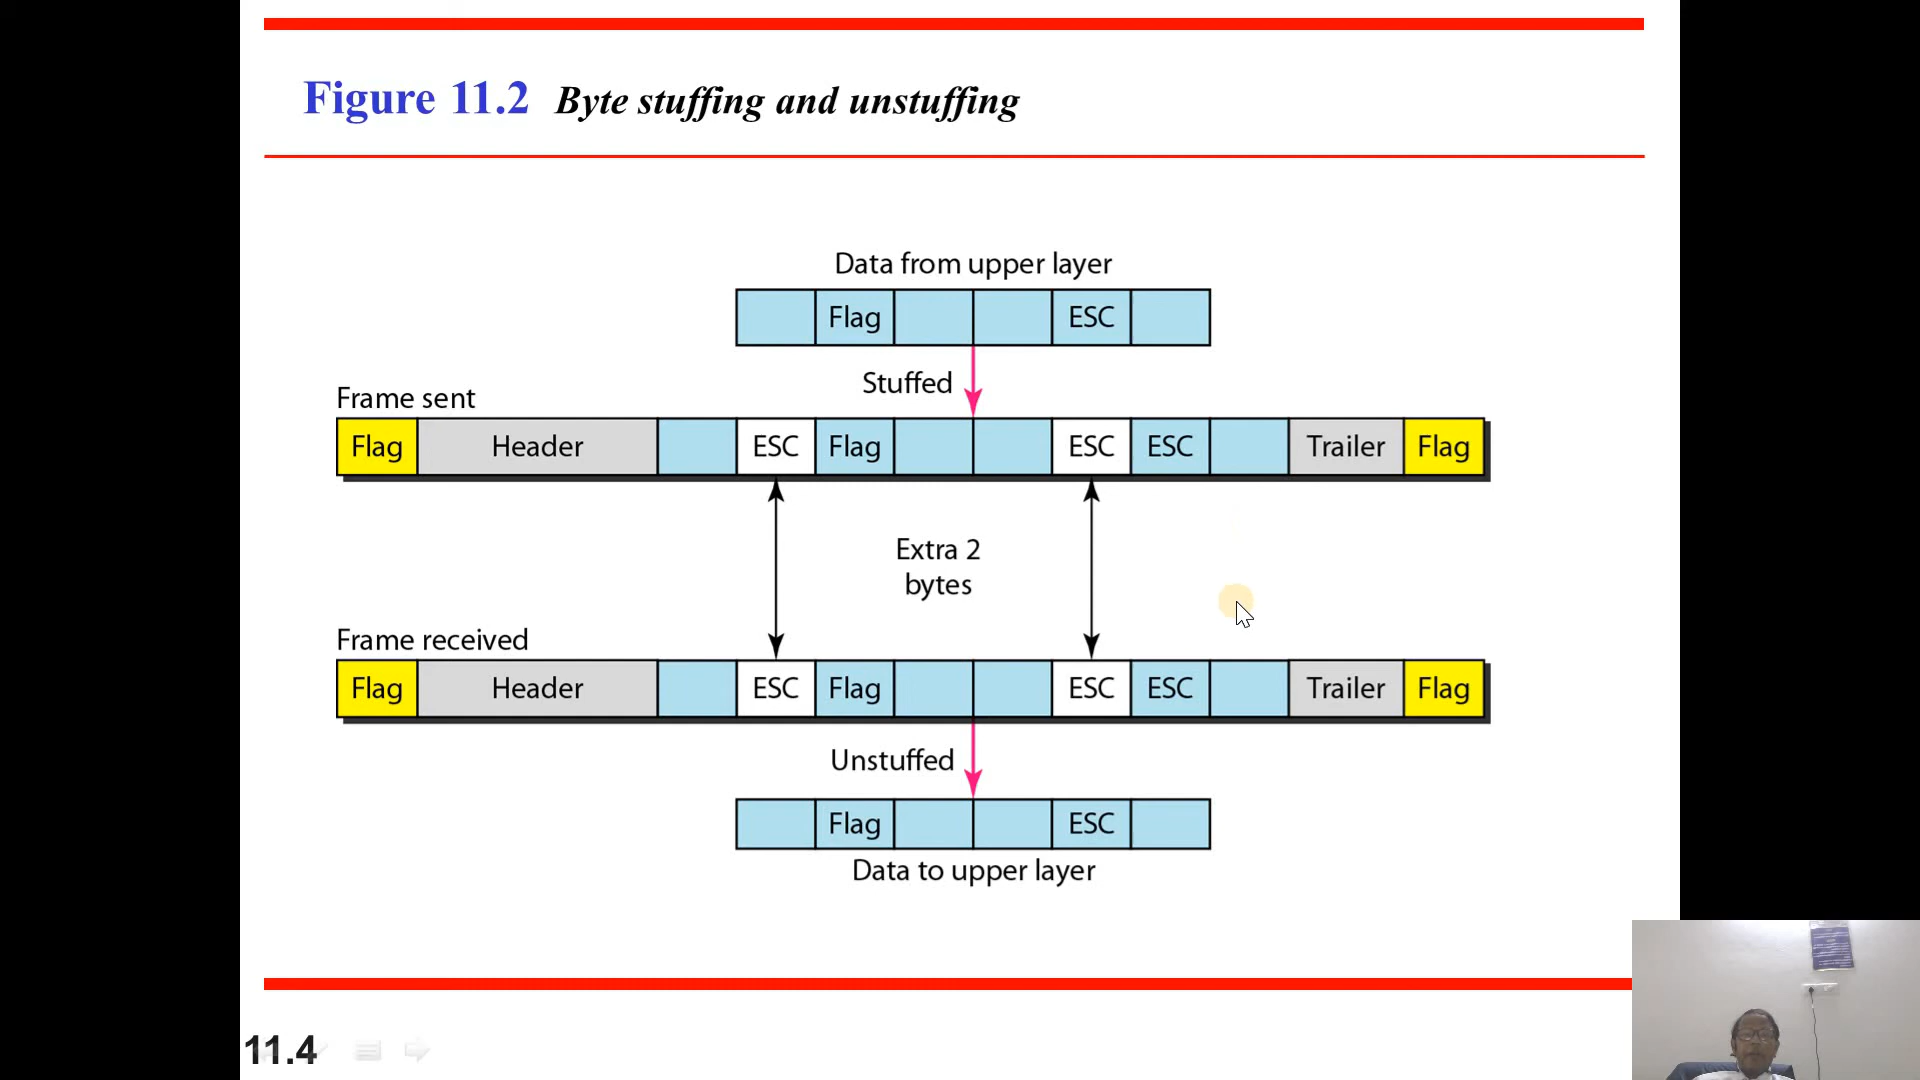 Figure 11.2 Byte stuffing and unstuffing
Data from upper layer
Flag ESC
Stuffed
Frame sent
Flag Header ESC Flag ESC ESC Trailer Flag
Extra 2
bytes
Frame received
Flag Header ESC Flag ESC ESC Trailer Flag
Unstuffed
Flag ESC
Data to upper layer
11.4